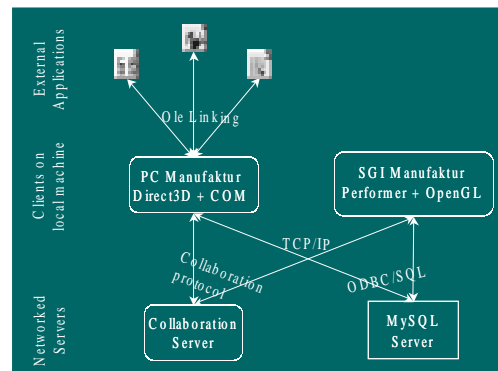 External
Applications
Ole Linking
Clients on
local machine
PC Manufaktur
Direct3D + COM
SGI Manufaktur
Performer + OpenGL
TCP/IP
Collaboration
protocol
ODBC/SQL
Networked
Servers
Collaboration
Server
MySQL
Server